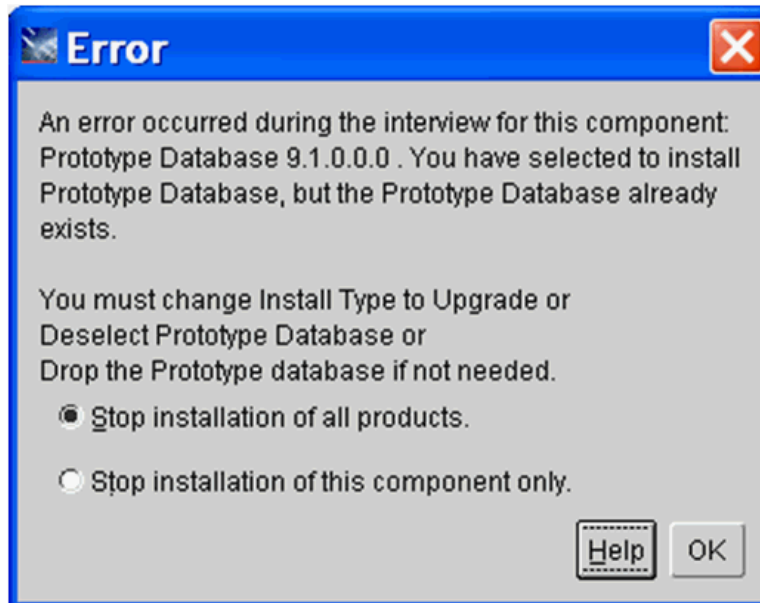 Error
An error occurred during the interview for this component:
Prototype Database 9.1.0.0.0 . You have selected to install
Prototype Database, but the Prototype Database already
exists.
You must change Install Type to Upgrade or
Deselect Prototype Database or
Drop the Prototype database if not needed.
Stop installation of all products.
Stop installation of this component only.
Help OK